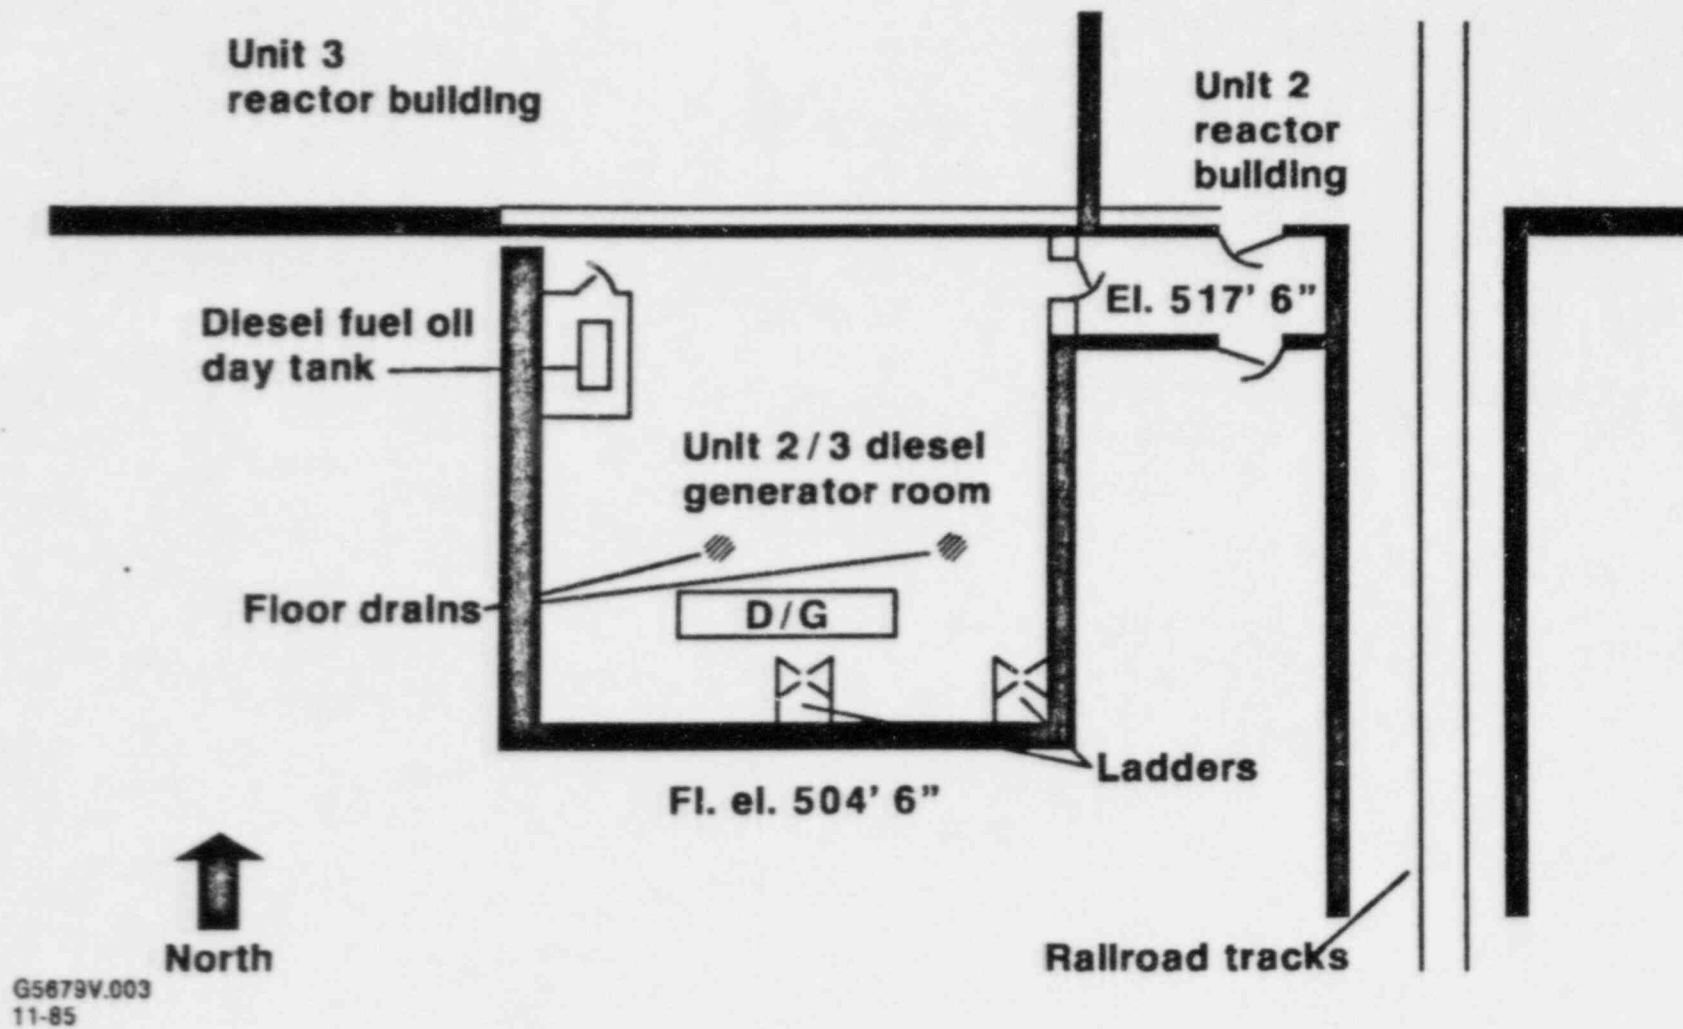 Unit 3
reactor building
Unit 2
reactor
building
El. 517' 6"
Diesel fuel oil
day tank
Unit 2/3 diesel
generator room
Floor drains
D/G
Ladders
Fl. el. 504' 6"
North
Railroad tracks
G5679V.003
11-85